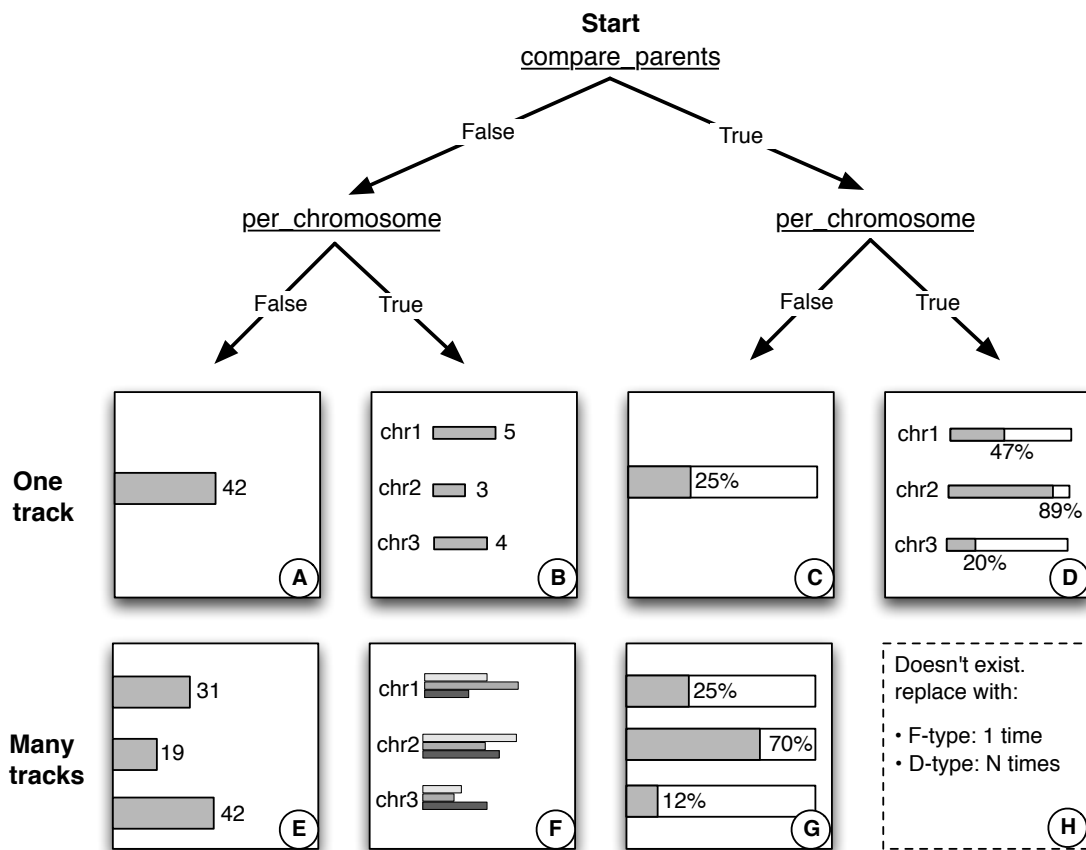 Start
compare_parents
False
True
per_chromosome
per_chromosome
False
True
False
True
One
track
42
A
chr1
5
chr2
3
chr3
4
B
25%
C
chr1
47%
chr2
89%
chr3
20%
D
Many
tracks
31
19
42
E
chr1
chr2
chr3
F
25%
70%
12%
G
Doesn't exist.
replace with:
• F-type: 1 time
• D-type: N times
H